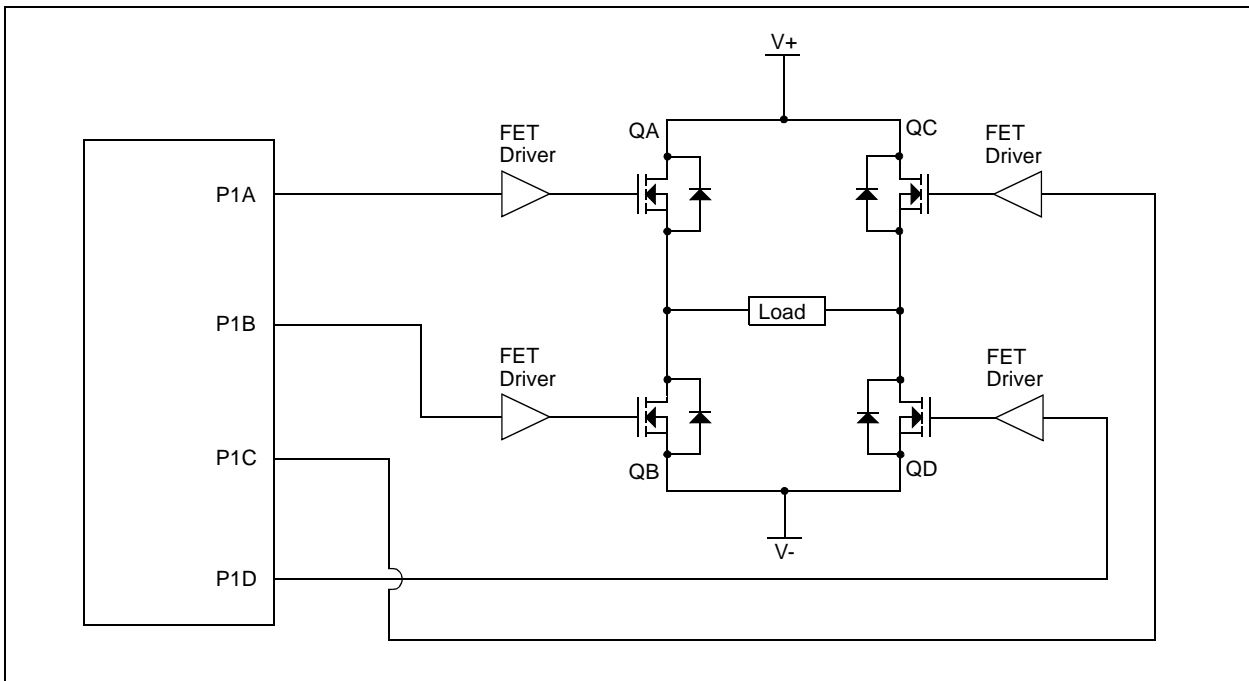 V+
QA
QC
FET
Driver
FET
Driver
P1A
Load
P1B
FET
Driver
FET
Driver
P1C
QB
QD
V-
P1D